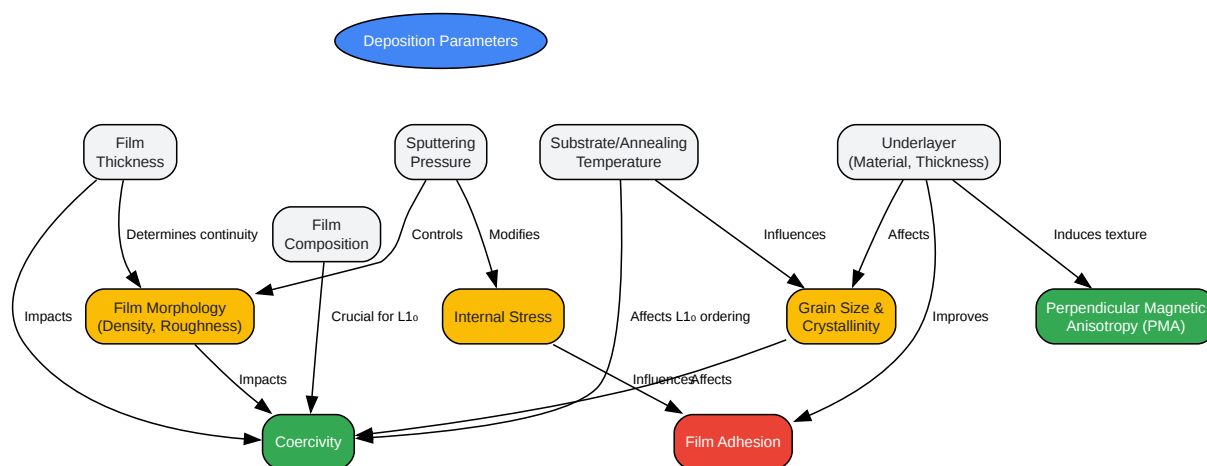 Deposition Parameters
Film
Thickness
Sputtering
Pressure
Substrate/Annealing
Temperature
Underlayer
(Material, Thickness)
Film
Composition
Determines continuity
Controls
Modifies
Influences
Affects
Induces texture
Film Morphology
(Density, Roughness)
Internal Stress
Grain Size &
Crystallinity
Perpendicular Magnetic
Anisotropy (PMA)
Impacts
Crucial for L1₀
Affects L1₀ ordering
Improves
Impacts
Influences
Affects
Coercivity
Film Adhesion